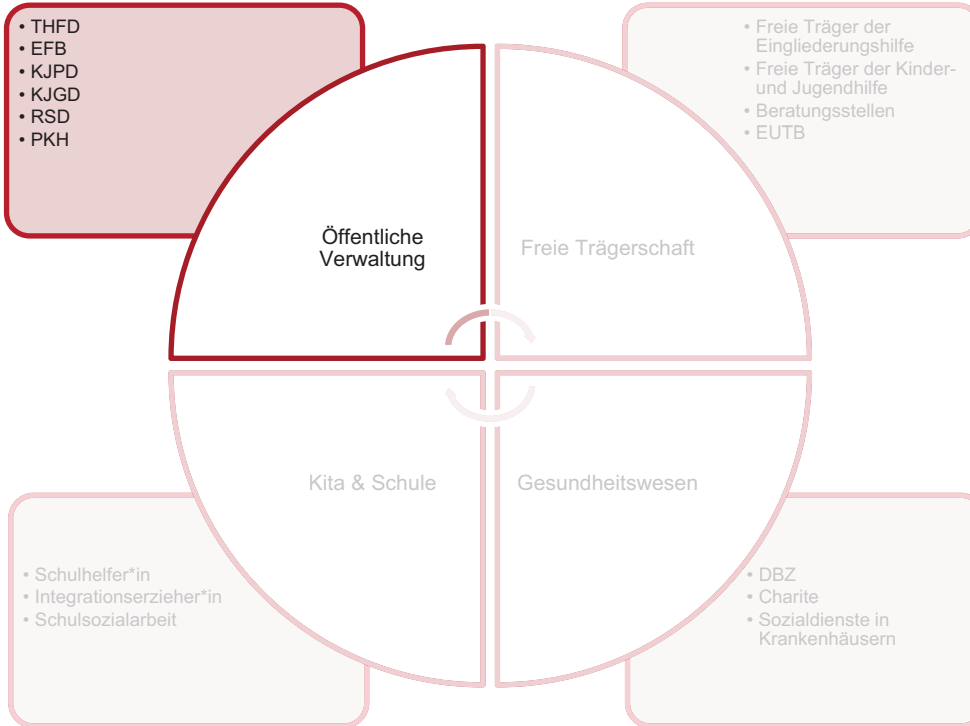 • THFD
• EFB
• KJPD
• KJGD
• RSD
• PKH
• Freie Träger der
Eingliederungshilfe
• Freie Träger der Kinder-
und Jugendhilfe
• Beratungsstellen
• EUTB
Öffentliche
Verwaltung
Freie Trägerschaft
Kita & Schule
Gesundheitswesen
• Schulhelfer*in
• Integrationserzieher*in
• Schulsozialarbeit
• DBZ
• Charite
• Sozialdienste in
Krankenhäusern